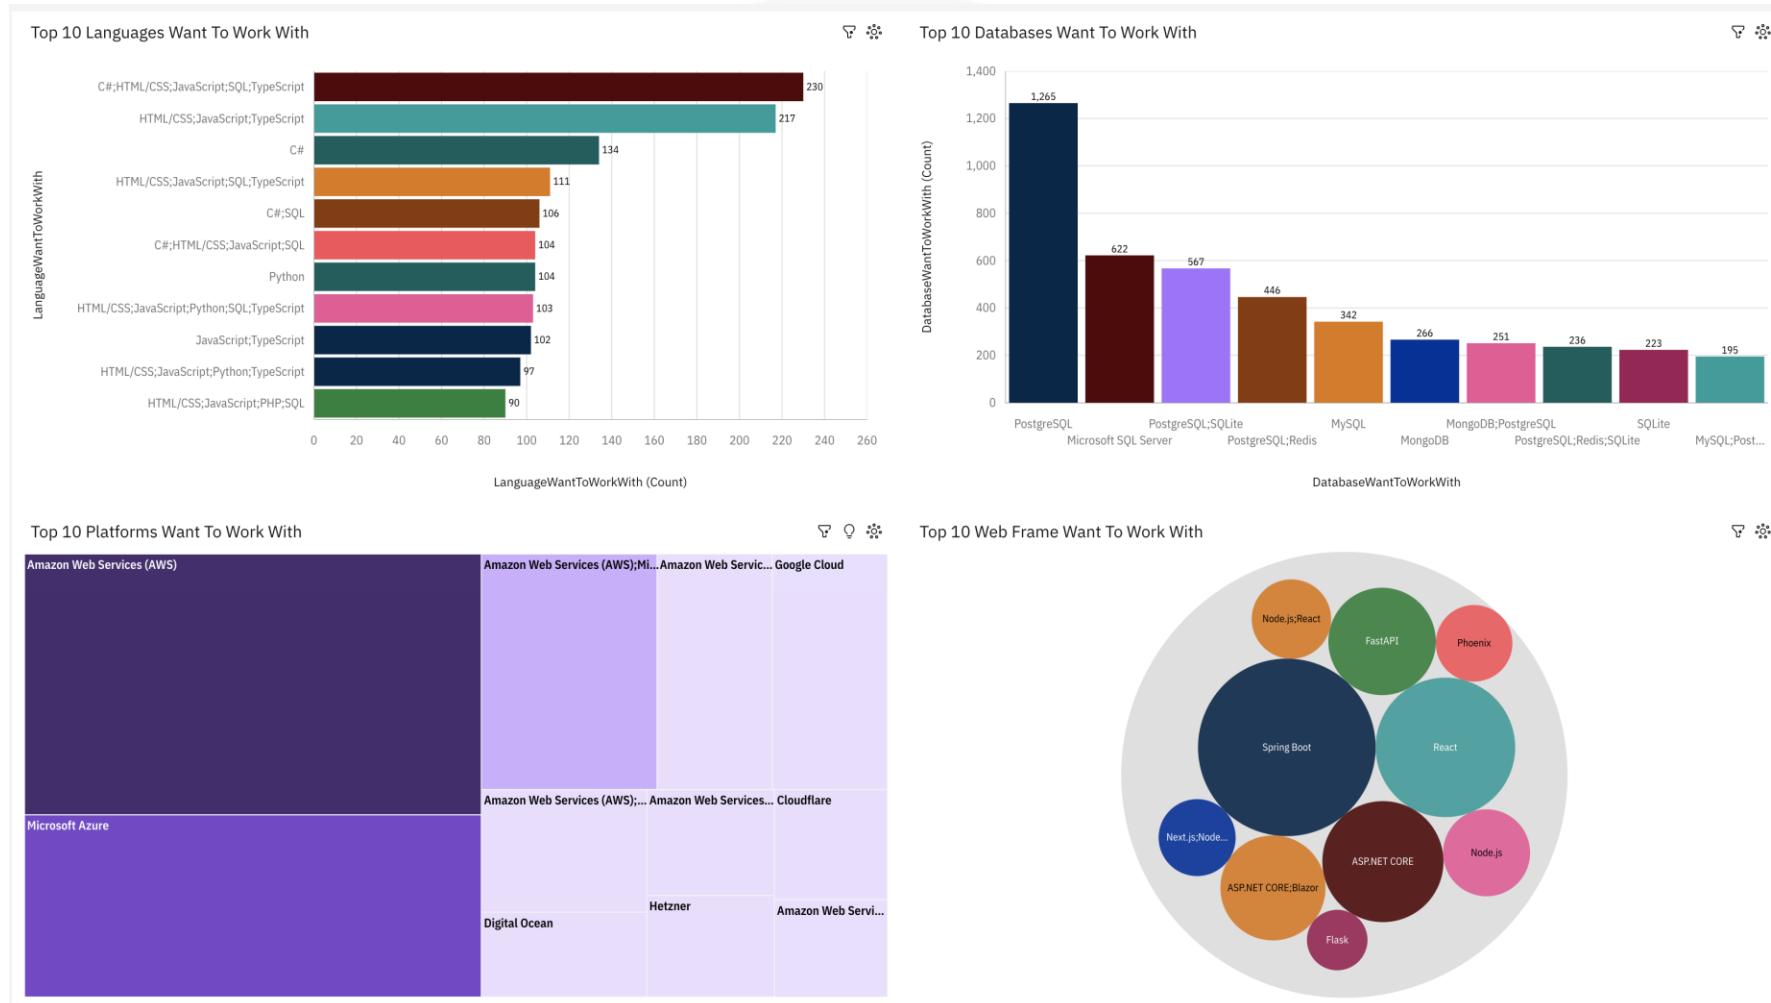 Top 10 Languages Want To Work With
LanguageWantToWorkWith
C#;HTML/CSS;JavaScript;SQL;TypeScript
230
HTML/CSS;JavaScript;TypeScript
217
C#
134
HTML/CSS;JavaScript;SQL;TypeScript
111
C#;SQL
106
C#;HTML/CSS;JavaScript;SQL
104
Python
104
HTML/CSS;JavaScript;Python;SQL;TypeScript
103
JavaScript;TypeScript
102
HTML/CSS;JavaScript;Python;TypeScript
97
HTML/CSS;JavaScript;PHP;SQL
90
0 20 40 60 80 100 120 140 160 180 200 220 240 260
LanguageWantToWorkWith (Count)
Top 10 Databases Want To Work With
DatabaseWantToWorkWith (Count)
1,400
1,200
1,000
800
600
400
200
0
1,265
622
567
446
342
266
251
236
223
195
PostgreSQL
Microsoft SQL Server
PostgreSQL;SQLite
PostgreSQL;Redis
MySQL
MongoDB
MongoDB;PostgreSQL
PostgreSQL;Redis;SQLite
SQLite
MySQL;Post...
DatabaseWantToWorkWith
Top 10 Platforms Want To Work With
Amazon Web Services (AWS)
Microsoft Azure
Amazon Web Services (AWS);Mi...
Amazon Web Servic...
Google Cloud
Amazon Web Services (AWS);...
Amazon Web Services...
Cloudflare
Digital Ocean
Hetzner
Amazon Web Servi...
Top 10 Web Frame Want To Work With
Node.js;React
FastAPI
Phoenix
Spring Boot
React
Next.js;Node...
ASP.NET CORE
Node.js
ASP.NET CORE;Blazor
Flask